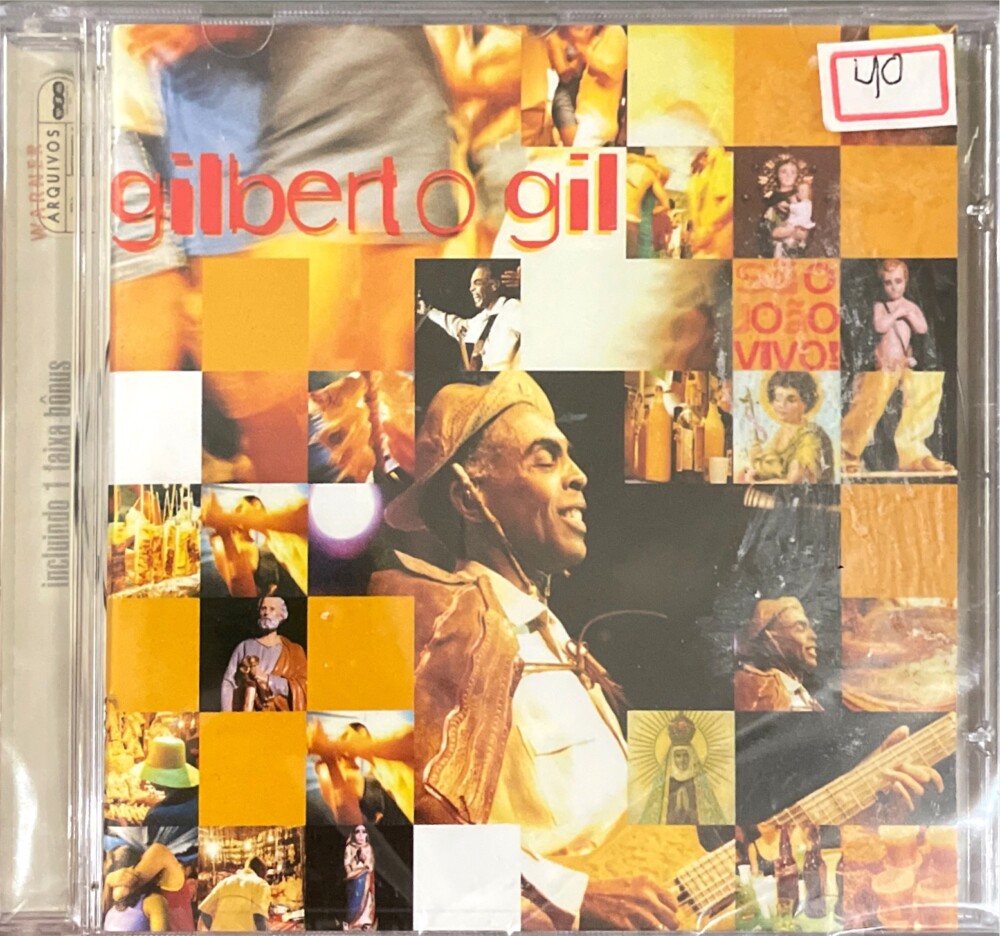 40
gilberto gil
SÃO
JOÃO
VIVO!
WARNER
ARQUIVOS
incluindo 1 faixa bônus